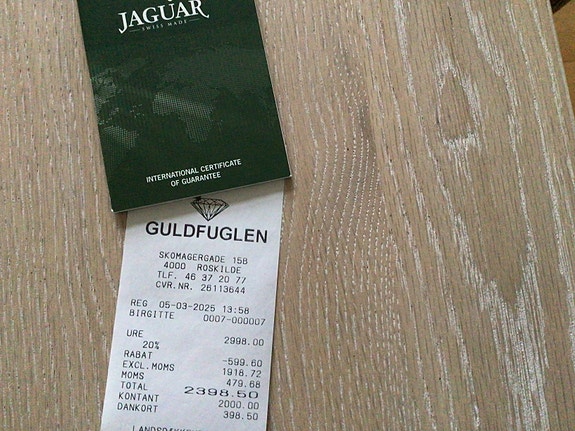 JAGUAR
SWISS MADE
INTERNATIONAL CERTIFICATE
OF GUARANTEE
GULDFUGLEN
SKOMAGERGADE 15B
4000 ROSKILDE
TLF. 46 37 20 77
CVR.NR. 26113644
REG 05-03-2025 13:58
BIRGITTE 0007-000007
URE 2998.00
20%
RABAT -599.60
EXCL.MOMS 1918.72
MOMS 479.68
TOTAL 2398.50
KONTANT 2000.00
DANKORT 398.50